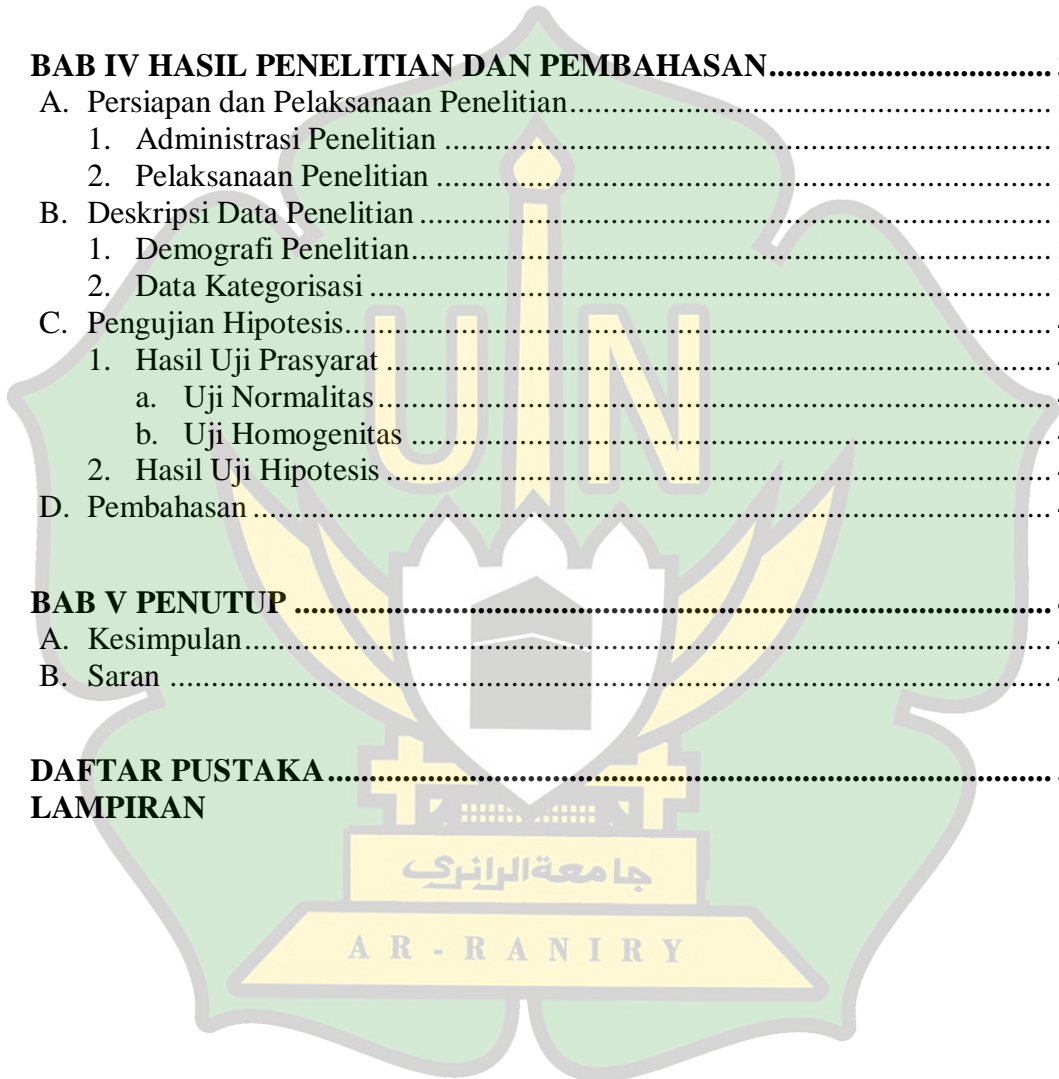 BAB IV HASIL PENELITIAN DAN PEMBAHASAN..................................
A. Persiapan dan Pelaksanaan Penelitian..........................................................
1. Administrasi Penelitian .........................................................................
2. Pelaksanaan Penelitian ..........................................................................
B. Deskripsi Data Penelitian ............................................................................
1. Demografi Penelitian.............................................................................
2. Data Kategorisasi ..................................................................................
C. Pengujian Hipotesis.....................................................................................
1. Hasil Uji Prasyarat ................................................................................
a. Uji Normalitas.................................................................................
b. Uji Homogenitas .............................................................................
2. Hasil Uji Hipotesis ................................................................................
D. Pembahasan ................................................................................................
BAB V PENUTUP ...........................................................................................
A. Kesimpulan.................................................................................................
B. Saran ..........................................................................................................
DAFTAR PUSTAKA.......................................................................................
LAMPIRAN
UIN
جامعةالرانري
AR-RANIRY